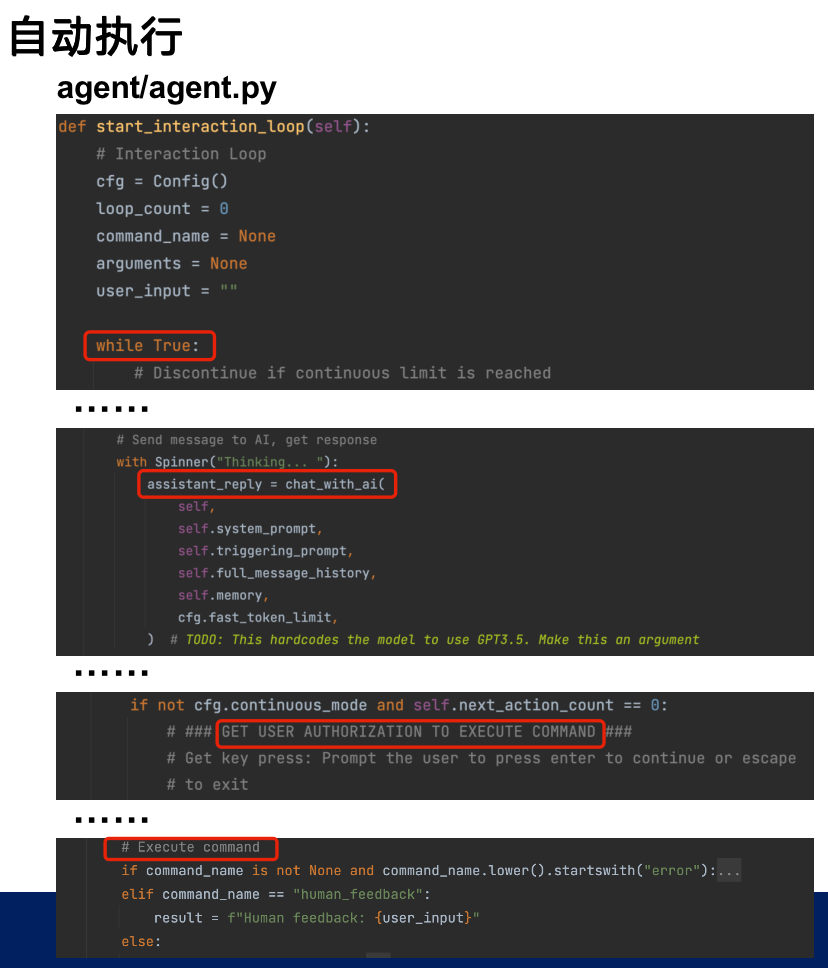 自动执行
agent/agent.py
def start_interaction_loop(self):
# Interaction Loop
cfg = Config()
loop_count = 0
command_name = None
arguments = None
user_input = ""
while True:
# Discontinue if continuous limit is reached
......
# Send message to AI, get response
with Spinner("Thinking... "):
assistant_reply = chat_with_ai(
self,
self.system_prompt,
self.triggering_prompt,
self.full_message_history,
self.memory,
cfg.fast_token_limit,
)  # TODO: This hardcodes the model to use GPT3.5. Make this an argument
......
if not cfg.continuous_mode and self.next_action_count == 0:
# ### GET USER AUTHORIZATION TO EXECUTE COMMAND ###
# Get key press: Prompt the user to press enter to continue or escape
# to exit
......
# Execute command
if command_name is not None and command_name.lower().startswith("error"):...
elif command_name == "human_feedback":
result = f"Human feedback: {user_input}"
else: